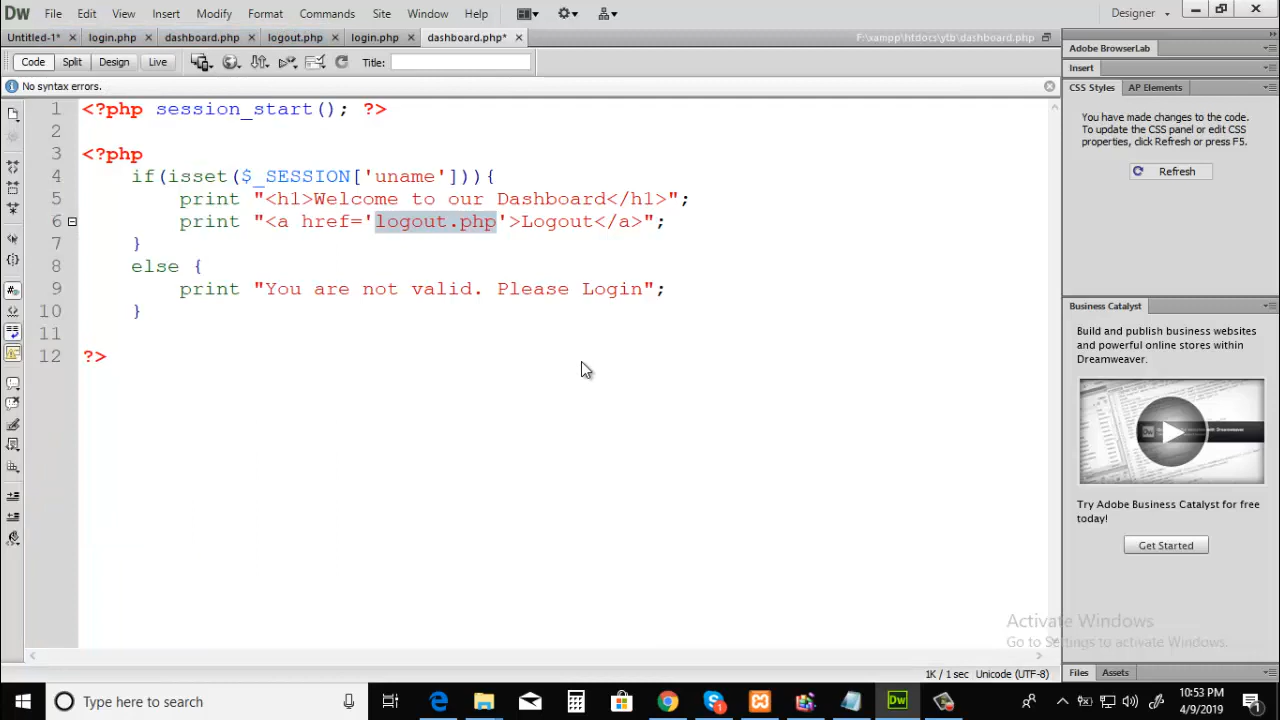 Dw File Edit View Insert Modify Format Commands Site Window Help Designer
Untitled-1* login.php dashboard.php logout.php login.php dashboard.php* F:\xampp\htdocs\ytb\dashboard.php
Code Split Design Live Title:
No syntax errors.
1 <?php session_start(); ?>
2
3 <?php
4 if(isset($_SESSION['uname'])){
5 print "<h1>Welcome to our Dashboard</h1>";
6 print "<a href='logout.php'>Logout</a>";
7 }
8 else {
9 print "You are not valid. Please Login";
10 }
11
12 ?>
Adobe BrowserLab
Insert
CSS Styles AP Elements
You have made changes to the code.
To update the CSS panel or edit CSS
properties, click Refresh or press F5.
Refresh
Business Catalyst
Build and publish business websites
and powerful online stores within
Dreamweaver.
Try Adobe Business Catalyst for free
today!
Get Started
Activate Windows
Go to Settings to activate Windows.
1K / 1 sec Unicode (UTF-8)
Files Assets
Type here to search
Dw
10:53 PM
4/9/2019